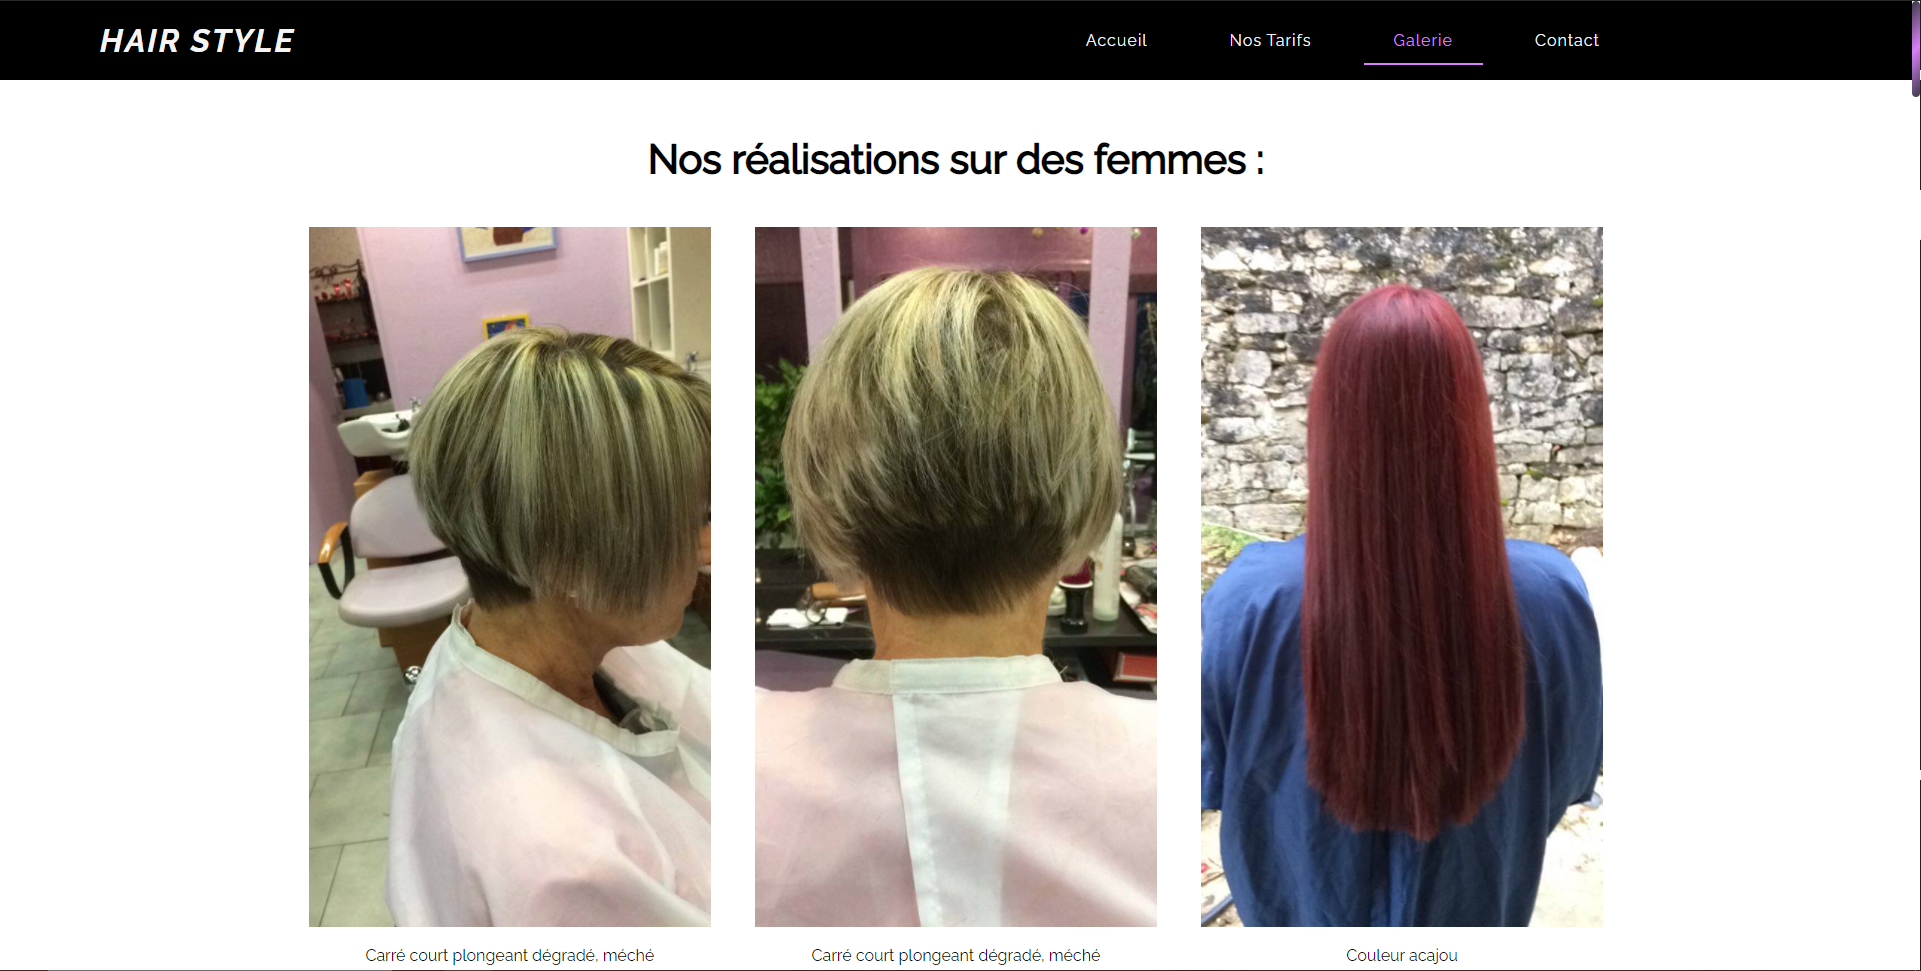 HAIR STYLE
Accueil
Nos Tarifs
Galerie
Contact
Nos réalisations sur des femmes :
Carré court plongeant dégradé, méché
Carré court plongeant dégradé, méché
Couleur acajou